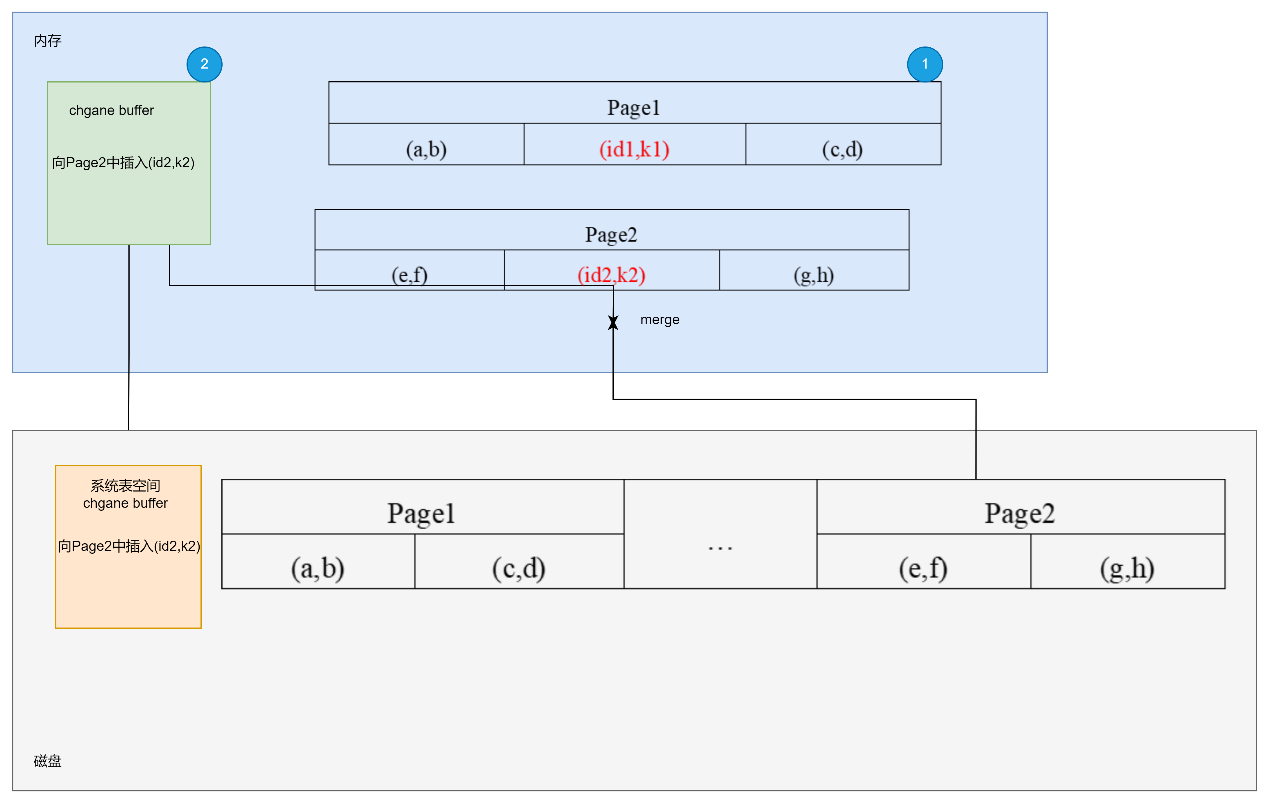 内存
2
1
chgane buffer
向Page2中插入(id2,k2)
Page1
(a,b) (id1,k1) (c,d)
Page2
(e,f) (id2,k2) (g,h)
merge
系统表空间
chgane buffer
向Page2中插入(id2,k2)
Page1 ... Page2
(a,b) (c,d) (e,f) (g,h)
磁盘